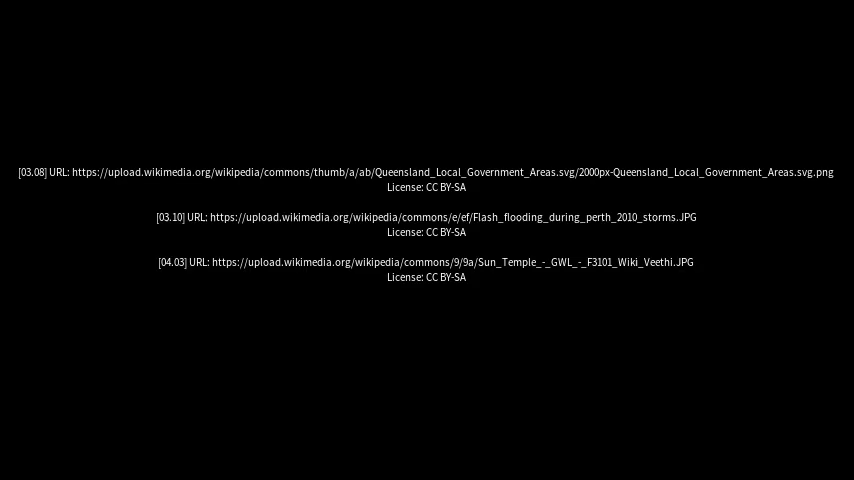 [03.08] URL: https://upload.wikimedia.org/wikipedia/commons/thumb/a/ab/Queensland_Local_Government_Areas.svg/2000px-Queensland_Local_Government_Areas.svg.png
License: CC BY-SA
[03.10] URL: https://upload.wikimedia.org/wikipedia/commons/e/ef/Flash_flooding_during_perth_2010_storms.JPG
License: CC BY-SA
[04.03] URL: https://upload.wikimedia.org/wikipedia/commons/9/9a/Sun_Temple_-_GWL_-_F3101_Wiki_Veethi.JPG
License: CC BY-SA